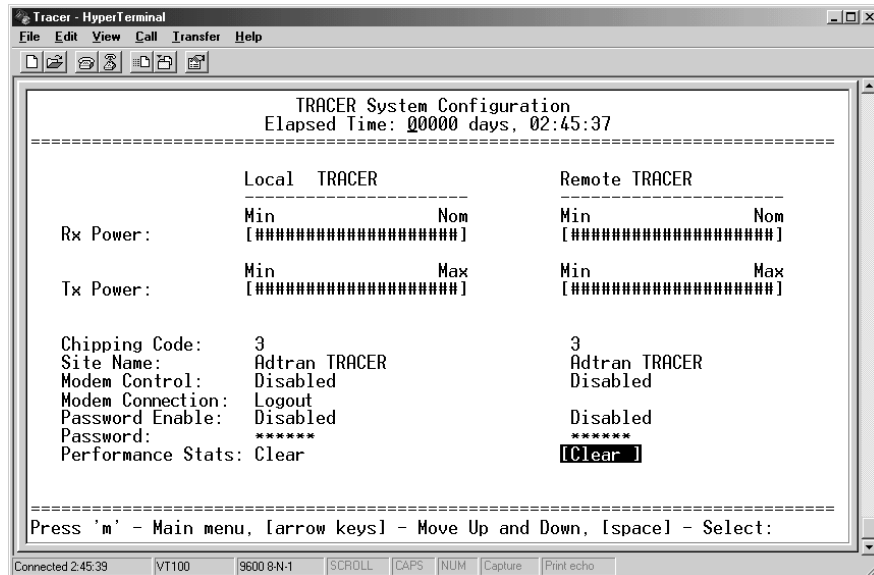 Tracer - HyperTerminal
File Edit View Call Transfer Help
TRACER System Configuration
Elapsed Time: 00000 days, 02:45:37
================================================================================
Local TRACER Remote TRACER
---------------------- ----------------------
Min Nom Min Nom
Rx Power: [####################] [####################]
Min Max Min Max
Tx Power: [####################] [####################]
Chipping Code: 3 3
Site Name: Adtran TRACER Adtran TRACER
Modem Control: Disabled Disabled
Modem Connection: Logout
Password Enable: Disabled Disabled
Password: ****** ******
Performance Stats: Clear [Clear ]
================================================================================
Press 'm' - Main menu, [arrow keys] - Move Up and Down, [space] - Select:
Connected 2:45:39 VT100 9600 8-N-1 SCROLL CAPS NUM Capture Print echo